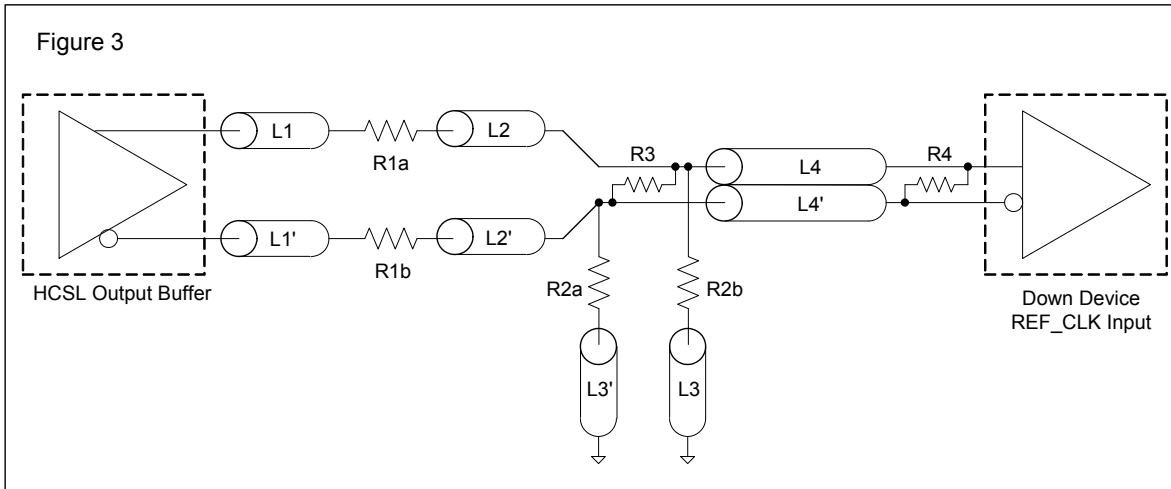 Figure 3
L1
R1a
L2
R3
L4
R4
L1'
R1b
L2'
L4'
HCSL Output Buffer
R2a
R2b
Down Device
REF_CLK Input
L3'
L3